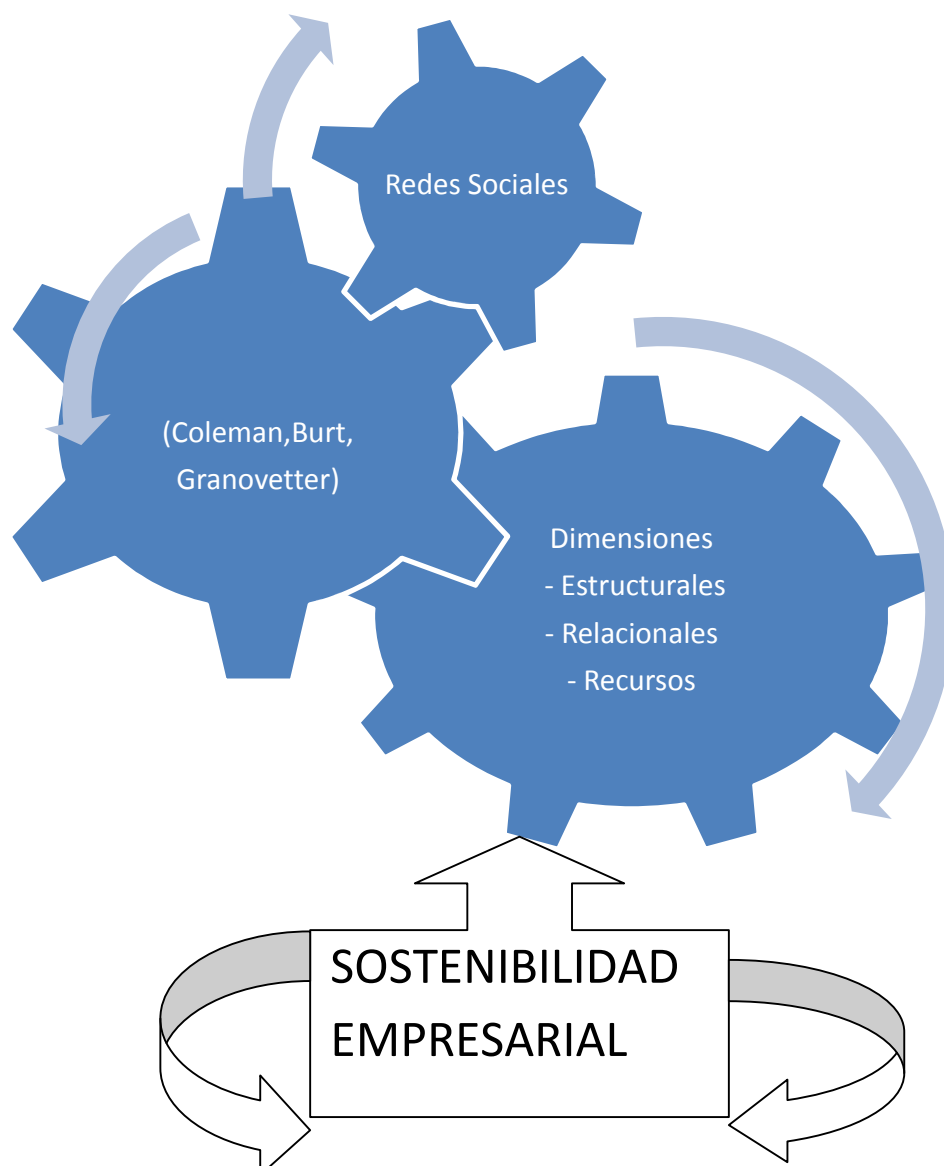 Redes Sociales
(Coleman,Burt,
Granovetter)
Dimensiones
- Estructurales
- Relacionales
- Recursos
SOSTENIBILIDAD
EMPRESARIAL